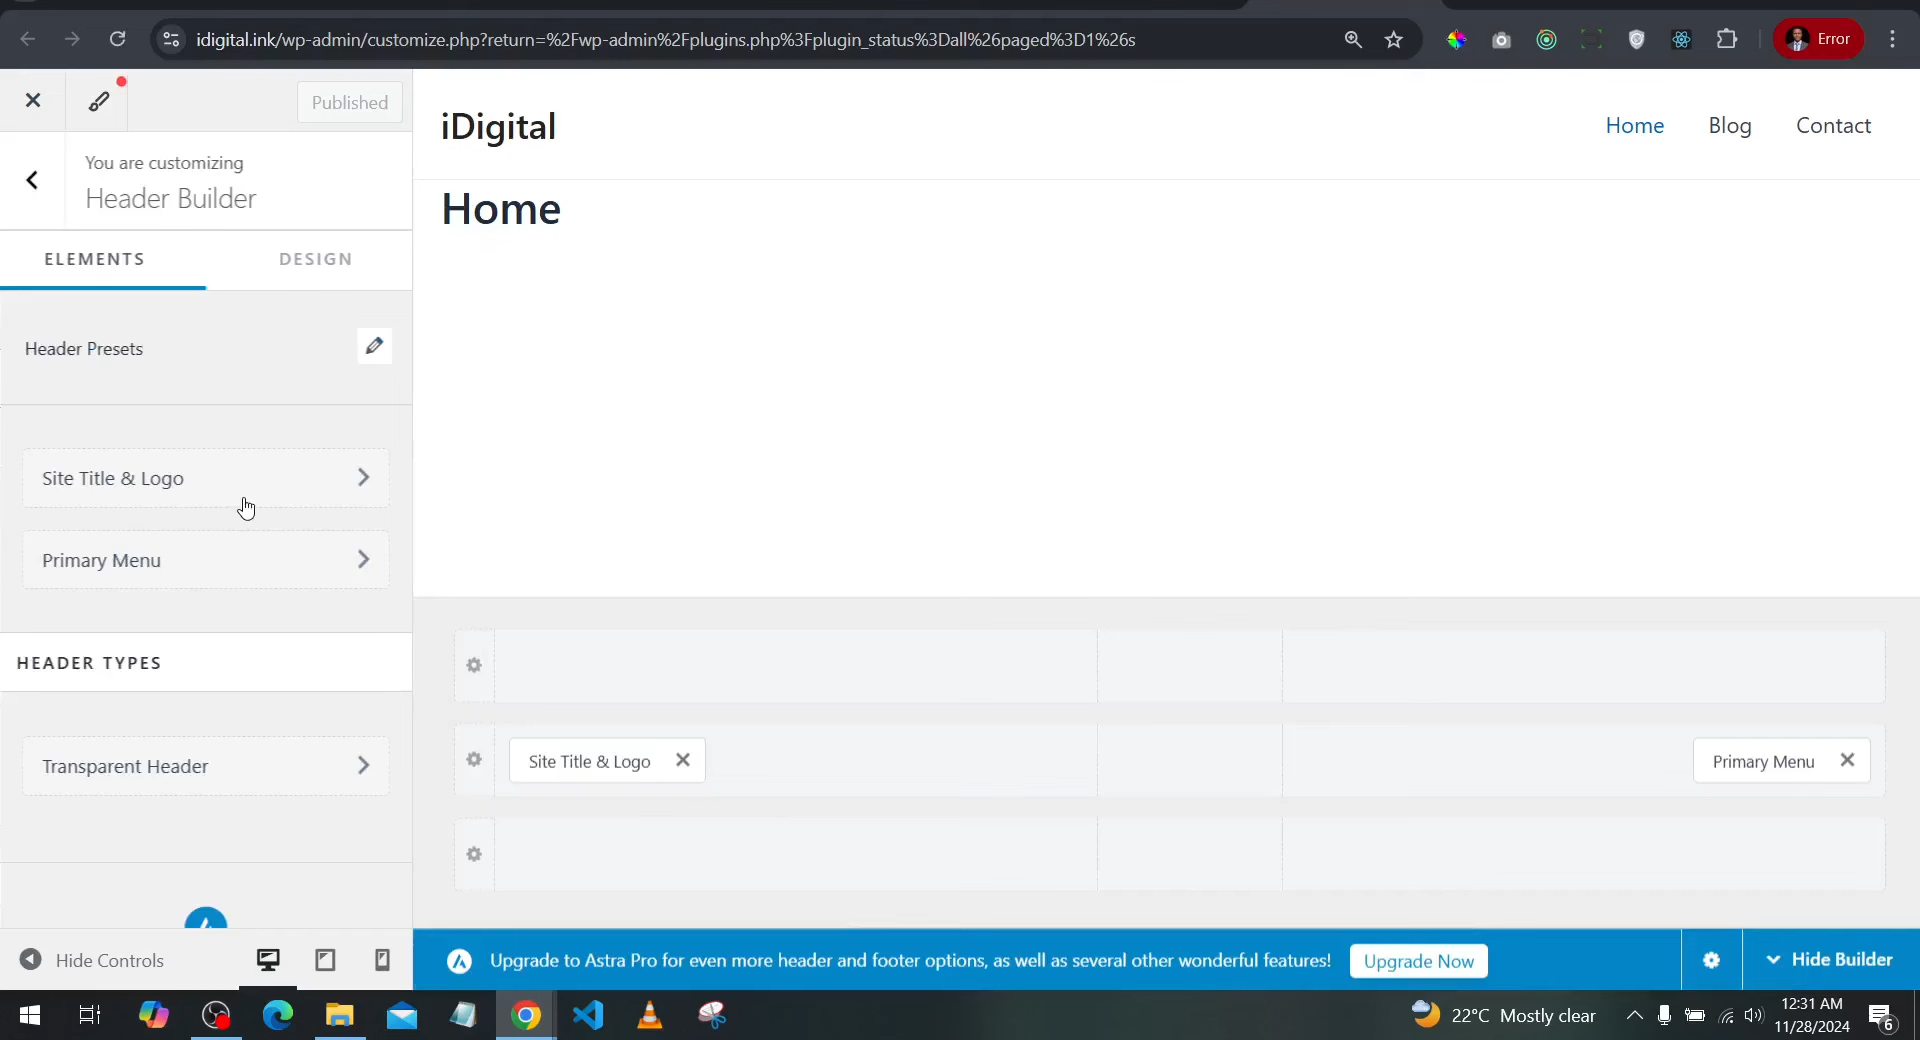 idigital.ink/wp-admin/customize.php?return=%2Fwp-admin%2Fplugins.php%3Fplugin_status%3Dall%26paged%3D1%26s
Error
Published
You are customizing
Header Builder
ELEMENTS
DESIGN
Header Presets
Site Title & Logo
Primary Menu
HEADER TYPES
Transparent Header
Hide Controls
iDigital
Home
Blog
Contact
Home
Site Title & Logo
Primary Menu
Upgrade to Astra Pro for even more header and footer options, as well as several other wonderful features!
Upgrade Now
Hide Builder
22°C Mostly clear
12:31 AM
11/28/2024
6